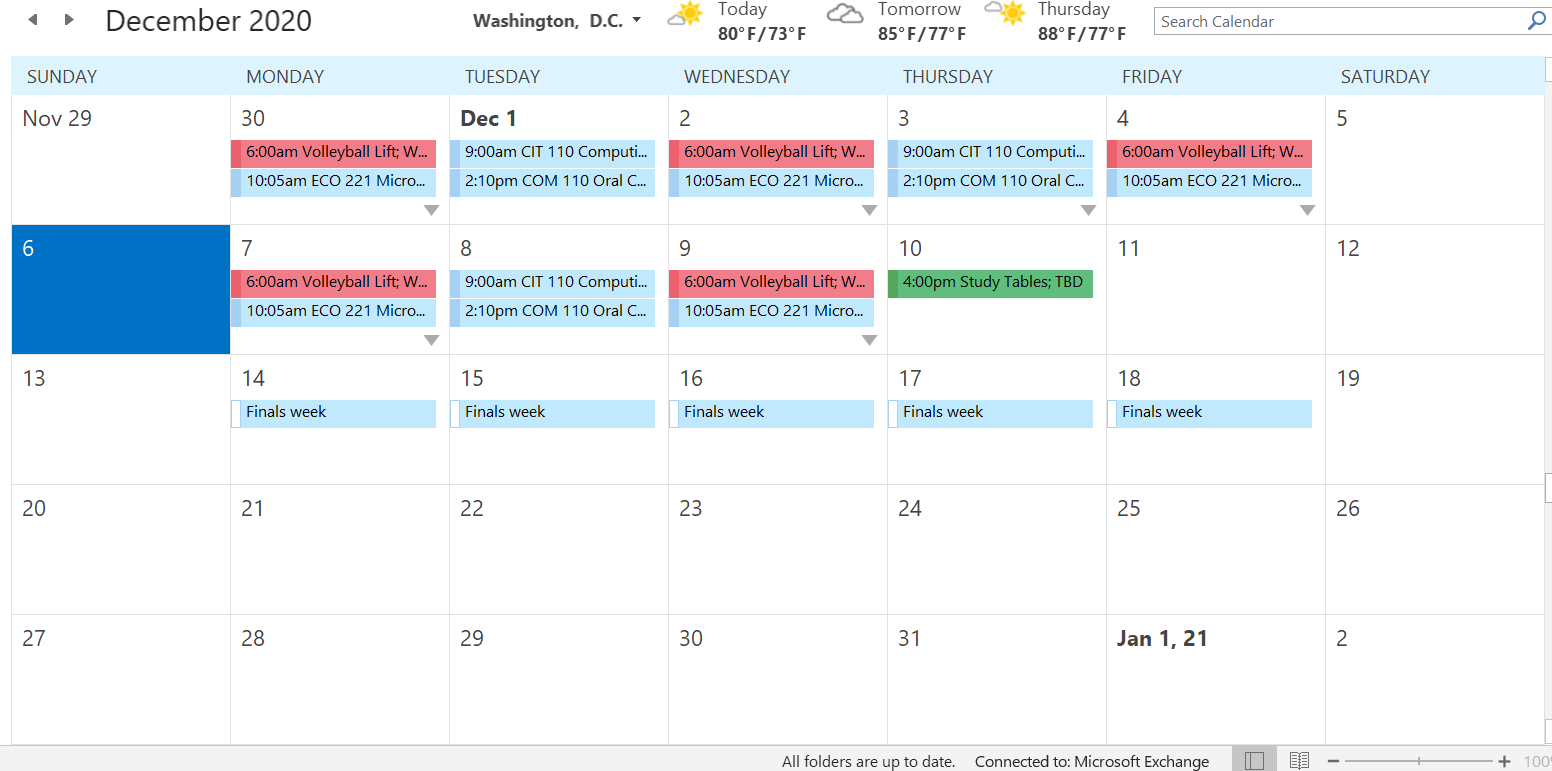 December 2020
Washington, D.C.
Today
80°F/73°F
Tomorrow
85°F/77°F
Thursday
88°F/77°F
Search Calendar
SUNDAY MONDAY TUESDAY WEDNESDAY THURSDAY FRIDAY SATURDAY
Nov 29 30 Dec 1 2 3 4 5
6:00am Volleyball Lift; W... 9:00am CIT 110 Computi... 6:00am Volleyball Lift; W... 9:00am CIT 110 Computi... 6:00am Volleyball Lift; W...
10:05am ECO 221 Micro... 2:10pm COM 110 Oral C... 10:05am ECO 221 Micro... 2:10pm COM 110 Oral C... 10:05am ECO 221 Micro...
6 7 8 9 10 11 12
6:00am Volleyball Lift; W... 9:00am CIT 110 Computi... 6:00am Volleyball Lift; W... 4:00pm Study Tables; TBD
10:05am ECO 221 Micro... 2:10pm COM 110 Oral C... 10:05am ECO 221 Micro...
13 14 15 16 17 18 19
Finals week Finals week Finals week Finals week Finals week
20 21 22 23 24 25 26
27 28 29 30 31 Jan 1, 21 2
All folders are up to date. Connected to: Microsoft Exchange 100